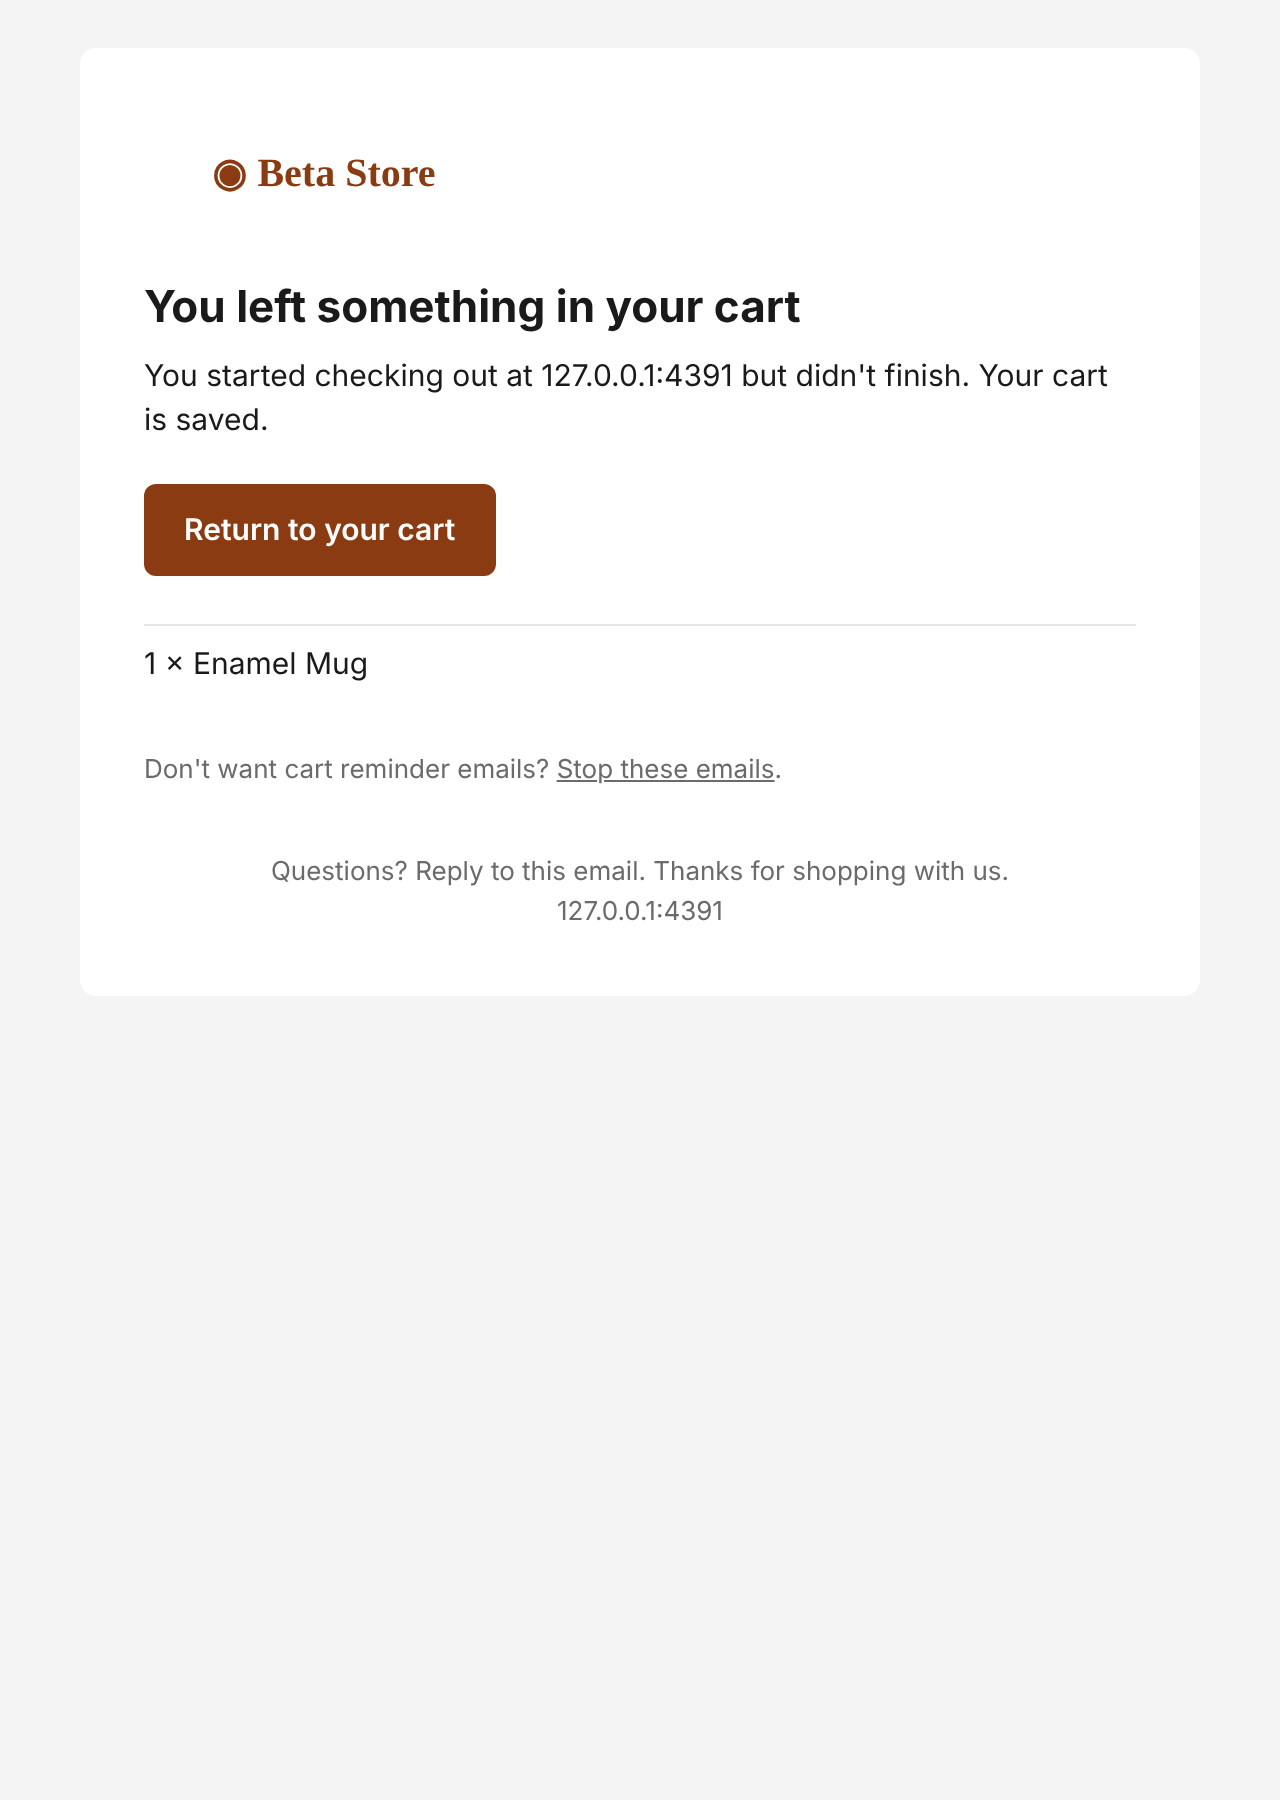 ◉ Beta Store
You left something in your cart
You started checking out at 127.0.0.1:4391 but didn't finish. Your cart
is saved.
Return to your cart
1 × Enamel Mug
Don't want cart reminder emails? Stop these emails.
Questions? Reply to this email. Thanks for shopping with us.
127.0.0.1:4391